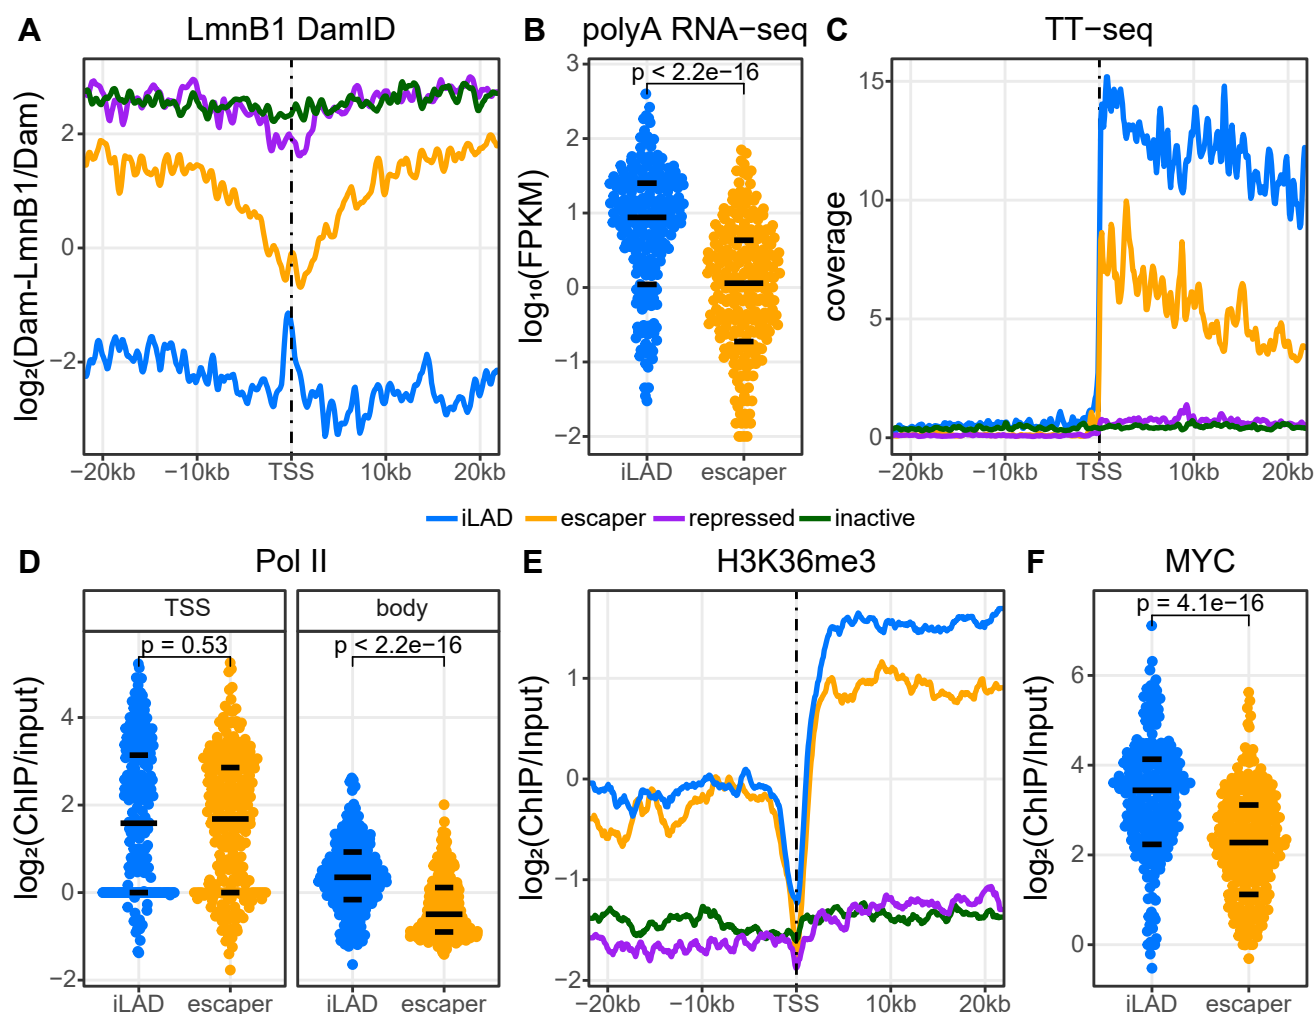 A LmnB1 DamID
log₂(Dam-LmnB1/Dam)
2
0
−2
−20kb −10kb TSS 10kb 20kb
B polyA RNA−seq
p < 2.2e−16
log₁₀(FPKM)
3
2
1
0
−1
−2
iLAD escaper
C TT−seq
coverage
15
10
5
0
−20kb −10kb TSS 10kb 20kb
iLAD escaper repressed inactive
D Pol II
TSS body
p = 0.53 p < 2.2e−16
log₂(ChIP/input)
4
2
0
−2
iLAD escaper iLAD escaper
E H3K36me3
log₂(ChIP/Input)
1
0
−1
−2
−20kb −10kb TSS 10kb 20kb
F MYC
p = 4.1e−16
log₂(ChIP/Input)
6
4
2
0
iLAD escaper